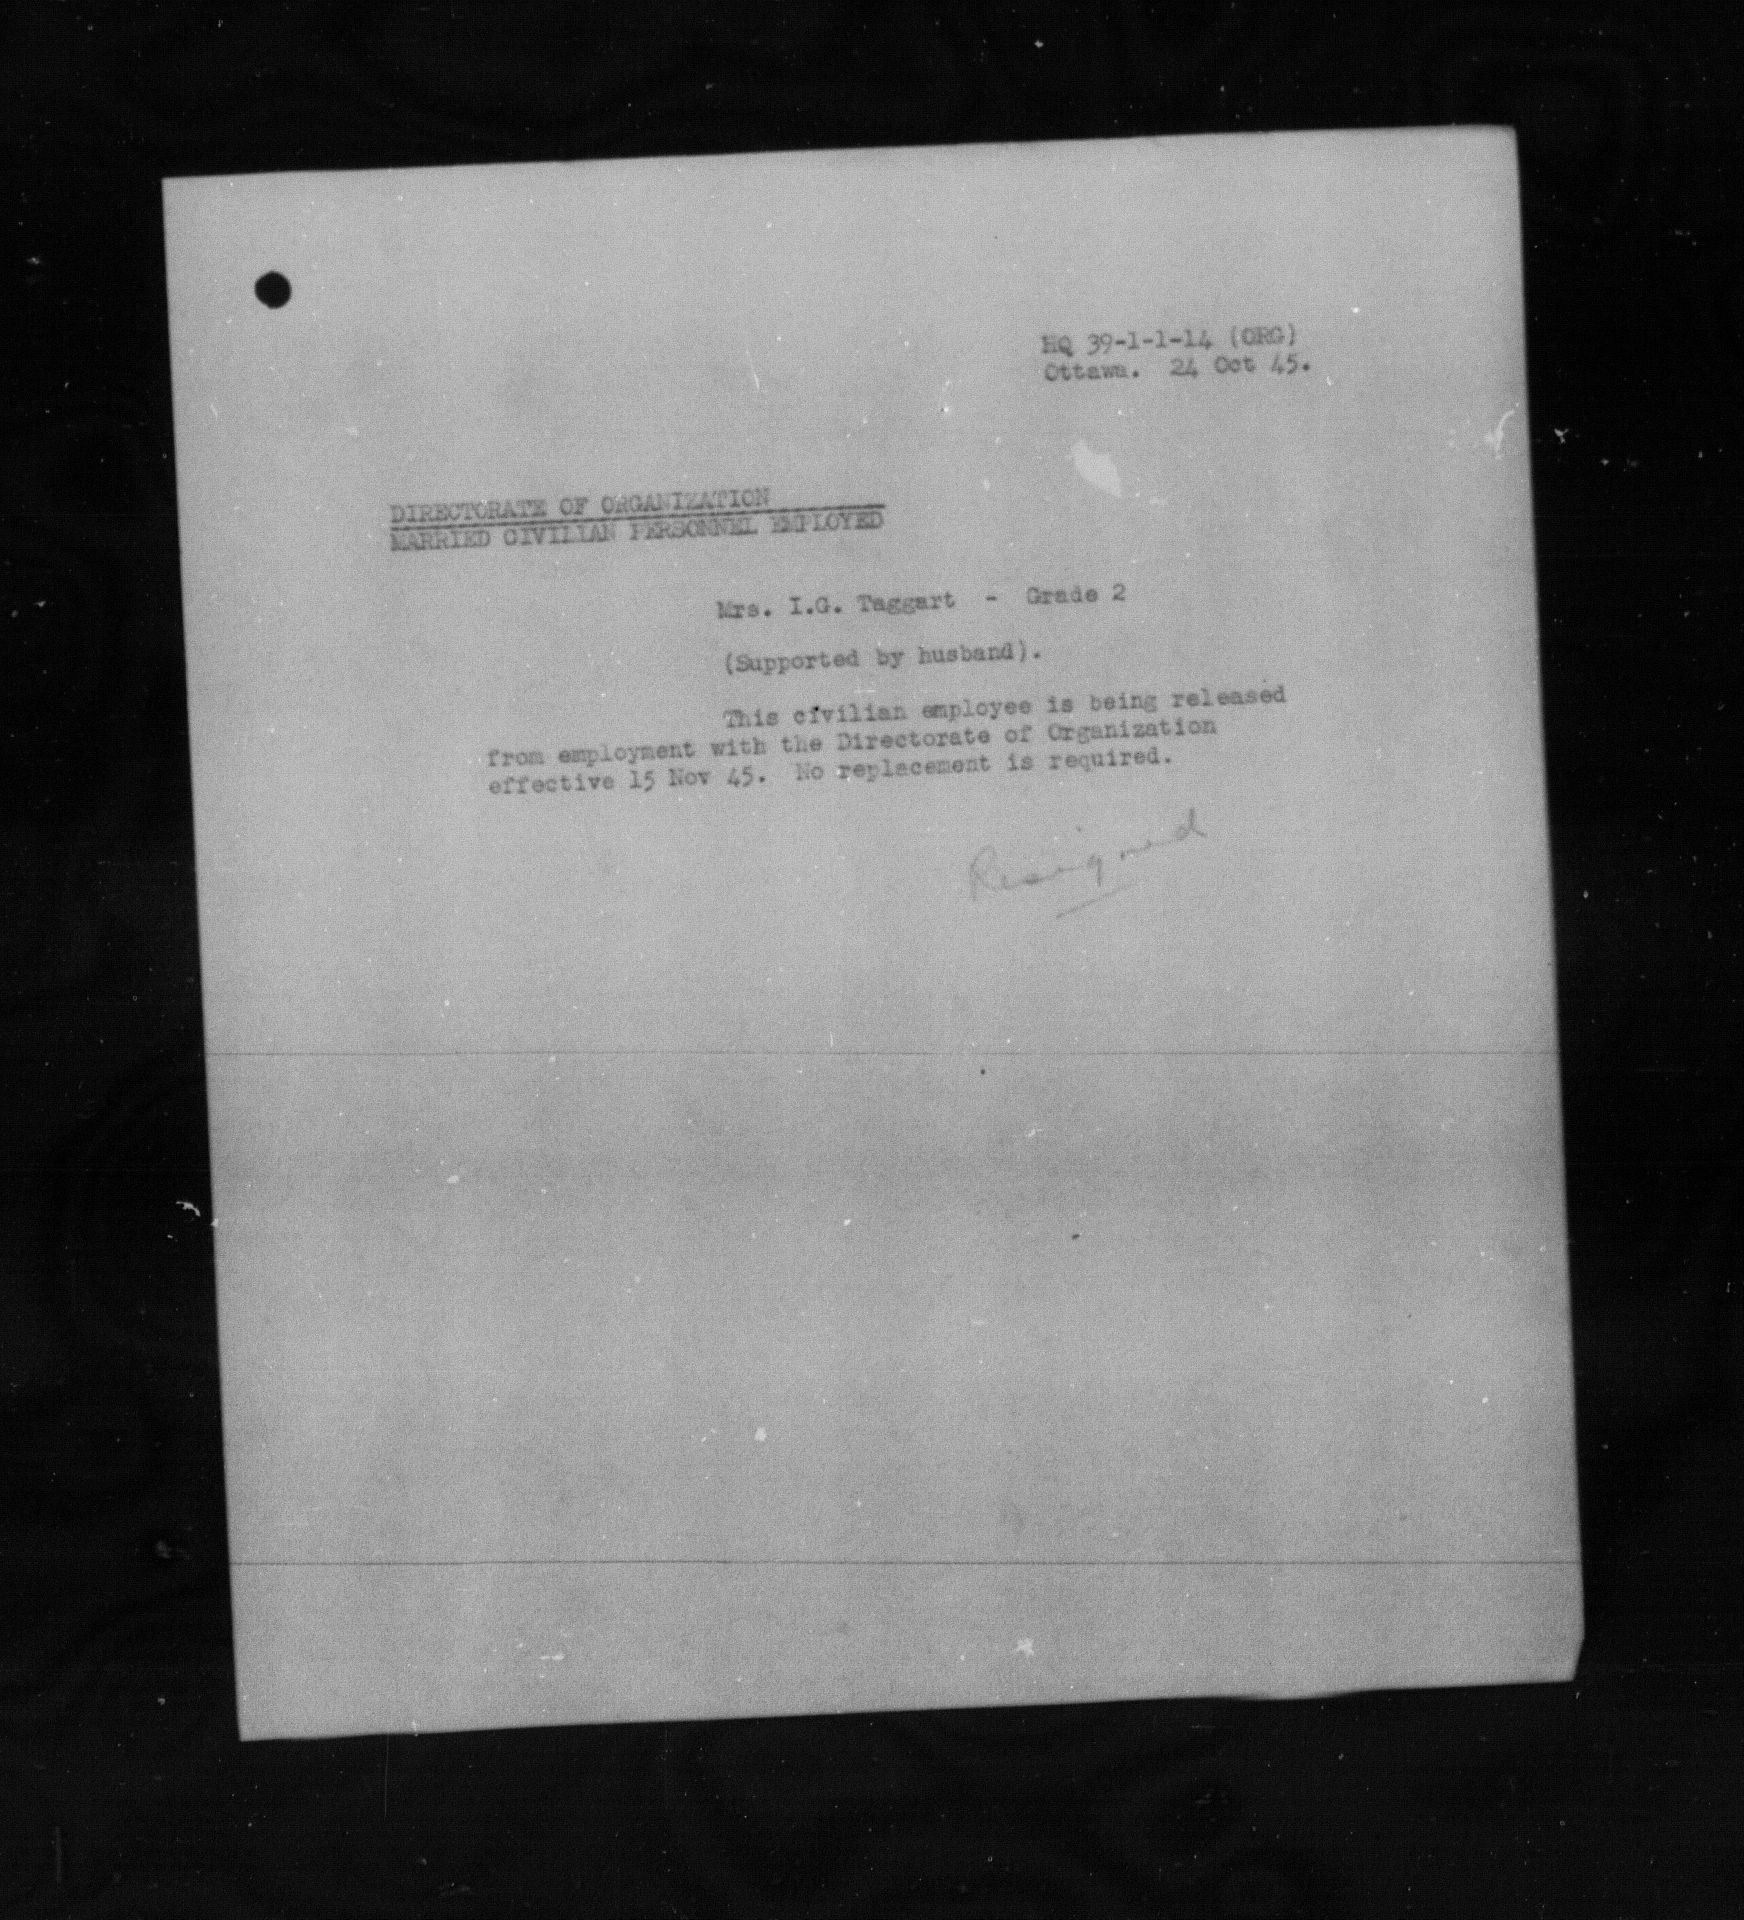 HQ 39-1-1-14 (ORG)
Ottawa. 24 Oct 45.
DIRECTORATE OF ORGANIZATION
MARRIED CIVILIAN PERSONNEL EMPLOYED
Mrs. I.G. Taggart - Grade 2
(Supported by husband).
This civilian employee is being released
from employment with the Directorate of Organization
effective 15 Nov 45. No replacement is required.
Resigned